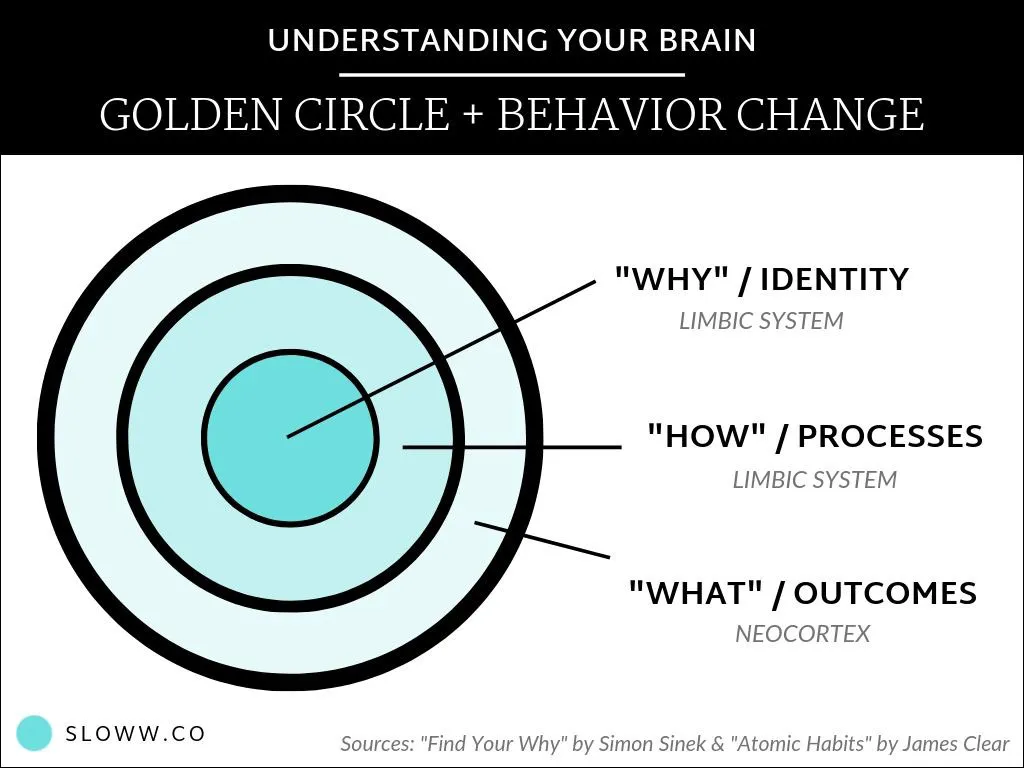 UNDERSTANDING YOUR BRAIN
GOLDEN CIRCLE + BEHAVIOR CHANGE
"WHY" / IDENTITY
LIMBIC SYSTEM
"HOW" / PROCESSES
LIMBIC SYSTEM
"WHAT" / OUTCOMES
NEOCORTEX
SLOWW.CO
Sources: "Find Your Why" by Simon Sinek & "Atomic Habits" by James Clear